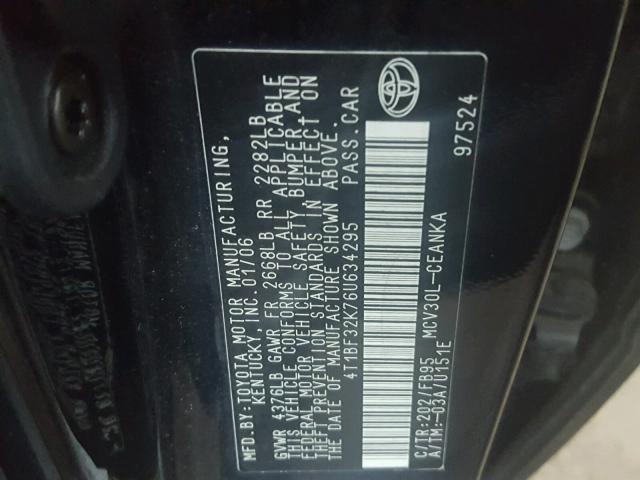 MFD. BY: TOYOTA MOTOR MANUFACTURING,
KENTUCKY, INC. 01/06
GVWR 4376LB GAWR FR 2668LB RR 2282LB
THIS VEHICLE CONFORMS TO ALL APPLICABLE
FEDERAL MOTOR VEHICLE SAFETY, BUMPER, AND
THEFT PREVENTION STANDARDS IN EFFECT ON
THE DATE OF MANUFACTURE SHOWN ABOVE.
4T1BF32K76U634295 PASS. CAR
C/TR: 202/FB95 MCV30L-CEANKA
A/TM: -03A/U151E 97524